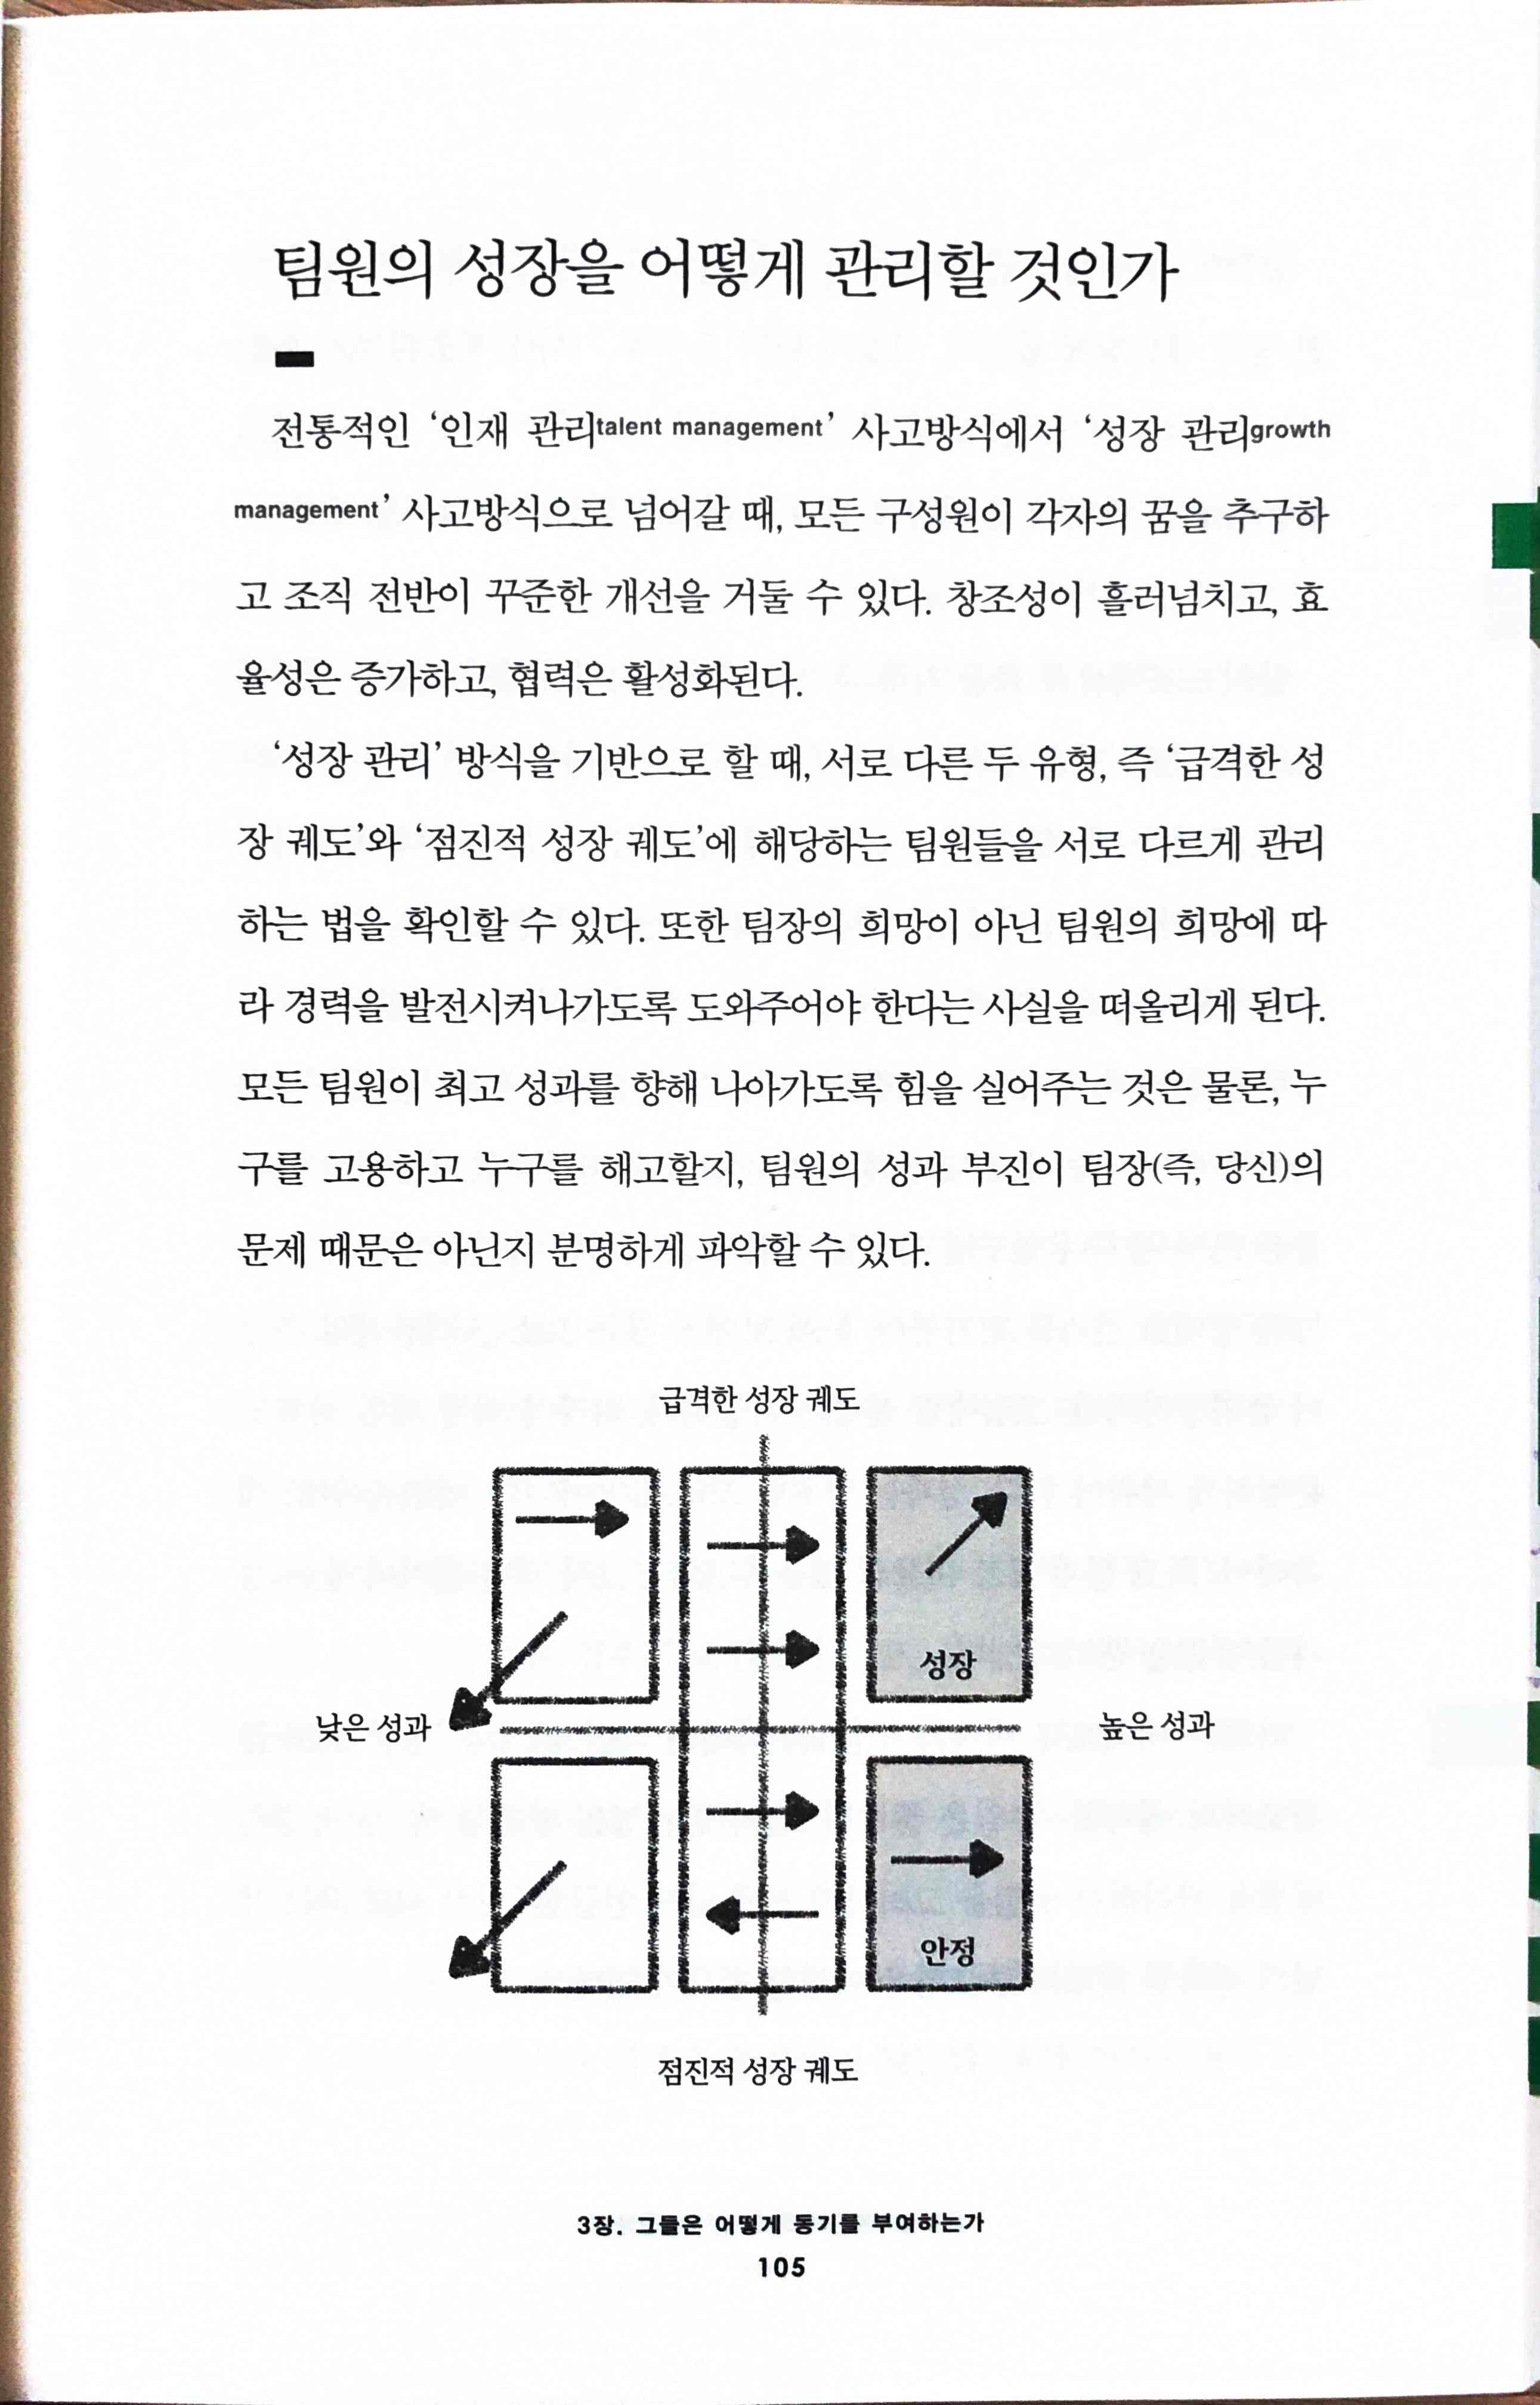 팀원의 성장을 어떻게 관리할 것인가
전통적인 ‘인재 관리talent management’ 사고방식에서 ‘성장 관리growth
management’ 사고방식으로 넘어갈 때, 모든 구성원이 각자의 꿈을 추구하
고 조직 전반이 꾸준한 개선을 거둘 수 있다. 창조성이 흘러넘치고, 효
율성은 증가하고, 협력은 활성화된다.
‘성장 관리’ 방식을 기반으로 할 때, 서로 다른 두 유형, 즉 ‘급격한 성
장 궤도’와 ‘점진적 성장 궤도’에 해당하는 팀원들을 서로 다르게 관리
하는 법을 확인할 수 있다. 또한 팀장의 희망이 아닌 팀원의 희망에 따
라 경력을 발전시켜나가도록 도와주어야 한다는 사실을 떠올리게 된다.
모든 팀원이 최고 성과를 향해 나아가도록 힘을 실어주는 것은 물론, 누
구를 고용하고 누구를 해고할지, 팀원의 성과 부진이 팀장(즉, 당신)의
문제 때문은 아닌지 분명하게 파악할 수 있다.
급격한 성장 궤도
성장
낮은 성과
높은 성과
안정
점진적 성장 궤도
3장. 그들은 어떻게 동기를 부여하는가
105